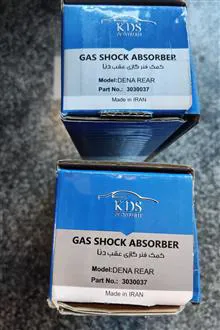 KDS
GAS SHOCK ABSORBER
کمک فنر گازی عقب دنا
Model:DENA REAR
Part No.: 3030037
Made in IRAN
KDS
GAS SHOCK ABSORBER
کمک فنر گازی عقب دنا
Model:DENA REAR
Part No.: 3030037
Made in IRAN